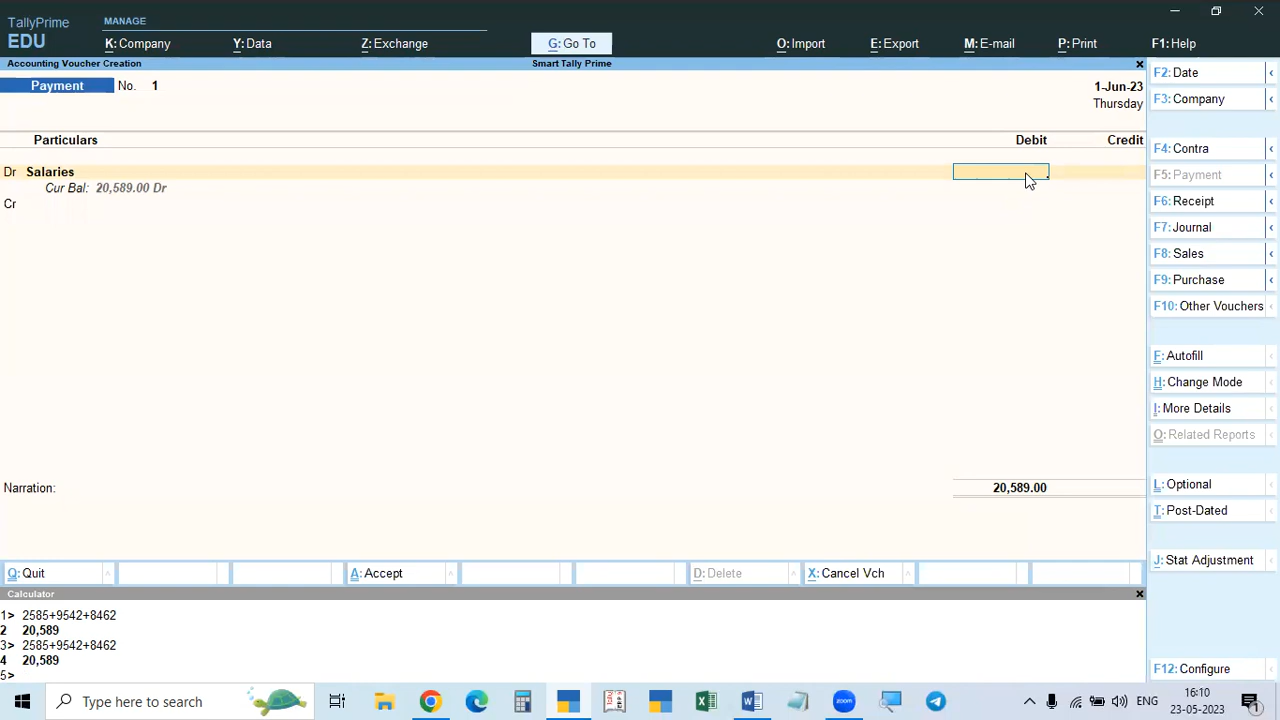 TallyPrime
EDU
MANAGE
K: Company
Y: Data
Z: Exchange
G: Go To
O: Import
E: Export
M: E-mail
P: Print
F1: Help
Accounting Voucher Creation
Smart Tally Prime
Payment No. 1
1-Jun-23
Thursday
Particulars
Debit
Credit
Dr Salaries
Cur Bal: 20,589.00 Dr
Cr
Narration:
20,589.00
Q: Quit
A: Accept
D: Delete
X: Cancel Vch
F2: Date
F3: Company
F4: Contra
F5: Payment
F6: Receipt
F7: Journal
F8: Sales
F9: Purchase
F10: Other Vouchers
F: Autofill
H: Change Mode
I: More Details
O: Related Reports
L: Optional
T: Post-Dated
J: Stat Adjustment
F12: Configure
Calculator
1> 2585+9542+8462
2 20,589
3> 2585+9542+8462
4 20,589
5>
Type here to search
ENG
16:10
23-05-2023